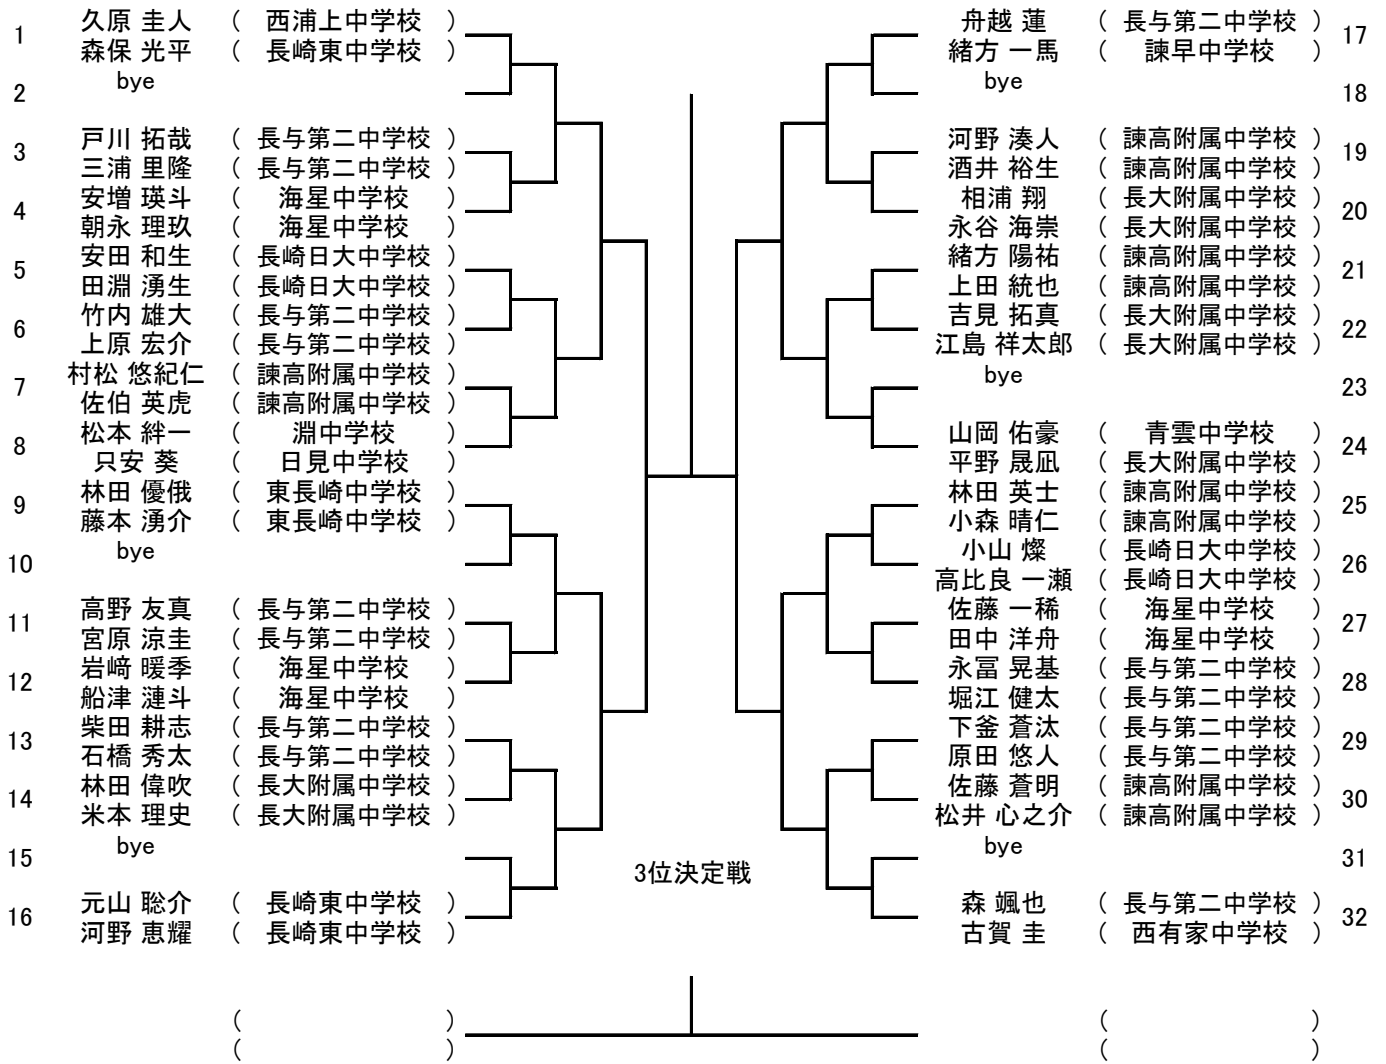 1 久原 圭人 ( 西浦上中学校 )
森保 光平 ( 長崎東中学校 )
2 bye
3 戸川 拓哉 ( 長与第二中学校 )
三浦 里隆 ( 長与第二中学校 )
4 安増 瑛斗 ( 海星中学校 )
朝永 理玖 ( 海星中学校 )
5 安田 和生 ( 長崎日大中学校 )
田淵 湧生 ( 長崎日大中学校 )
6 竹内 雄大 ( 長与第二中学校 )
上原 宏介 ( 長与第二中学校 )
7 村松 悠紀仁 ( 諫高附属中学校 )
佐伯 英虎 ( 諫高附属中学校 )
8 松本 絆一 ( 淵中学校 )
只安 葵 ( 日見中学校 )
9 林田 優俄 ( 東長崎中学校 )
藤本 湧介 ( 東長崎中学校 )
10 bye
11 高野 友真 ( 長与第二中学校 )
宮原 涼圭 ( 長与第二中学校 )
12 岩﨑 暖季 ( 海星中学校 )
船津 漣斗 ( 海星中学校 )
13 柴田 耕志 ( 長与第二中学校 )
石橋 秀太 ( 長与第二中学校 )
14 林田 偉吹 ( 長大附属中学校 )
米本 理史 ( 長大附属中学校 )
15 bye
16 元山 聡介 ( 長崎東中学校 )
河野 恵耀 ( 長崎東中学校 )
( )
( )
3位決定戦
舟越 蓮 ( 長与第二中学校 ) 17
緒方 一馬 ( 諫早中学校 )
bye 18
河野 湊人 ( 諫高附属中学校 ) 19
酒井 裕生 ( 諫高附属中学校 )
相浦 翔 ( 長大附属中学校 ) 20
永谷 海崇 ( 長大附属中学校 )
緒方 陽祐 ( 諫高附属中学校 ) 21
上田 統也 ( 諫高附属中学校 )
吉見 拓真 ( 長大附属中学校 ) 22
江島 祥太郎 ( 長大附属中学校 )
bye 23
山岡 佑豪 ( 青雲中学校 ) 24
平野 晟凪 ( 長大附属中学校 )
林田 英士 ( 諫高附属中学校 ) 25
小森 晴仁 ( 諫高附属中学校 )
小山 燦 ( 長崎日大中学校 ) 26
高比良 一瀬 ( 長崎日大中学校 )
佐藤 一稀 ( 海星中学校 ) 27
田中 洋舟 ( 海星中学校 )
永冨 晃基 ( 長与第二中学校 ) 28
堀江 健太 ( 長与第二中学校 )
下釜 蒼汰 ( 長与第二中学校 ) 29
原田 悠人 ( 長与第二中学校 )
佐藤 蒼明 ( 諫高附属中学校 ) 30
松井 心之介 ( 諫高附属中学校 )
bye 31
森 颯也 ( 長与第二中学校 ) 32
古賀 圭 ( 西有家中学校 )
( )
( )